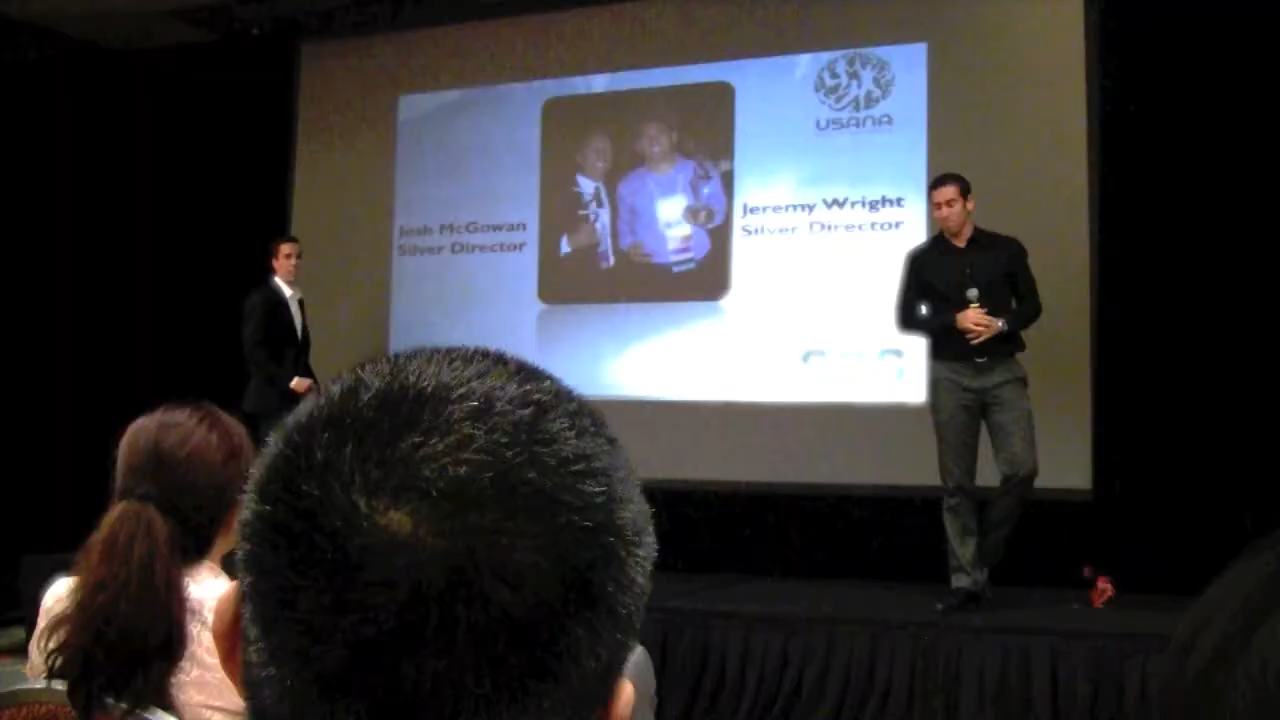 USANA
Josh McGowan
Silver Director
Jeremy Wright
Silver Director